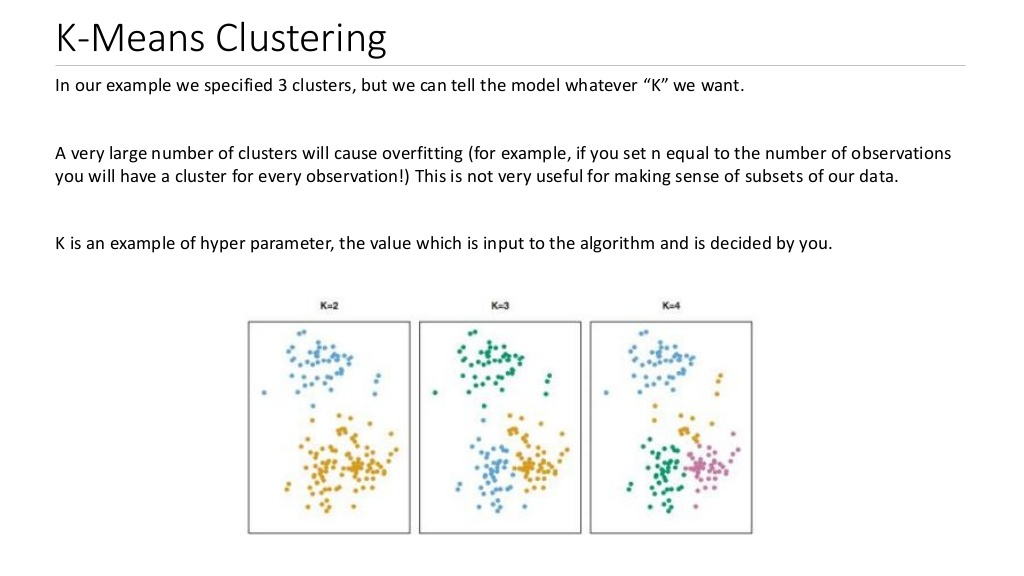 K-Means Clustering
In our example we specified 3 clusters, but we can tell the model whatever “K” we want.
A very large number of clusters will cause overfitting (for example, if you set n equal to the number of observations
you will have a cluster for every observation!) This is not very useful for making sense of subsets of our data.
K is an example of hyper parameter, the value which is input to the algorithm and is decided by you.
K=2 K=3 K=4